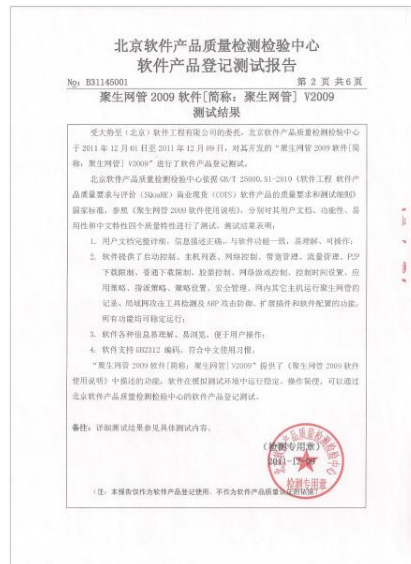 北京软件产品质量检测检验中心
软件产品登记测试报告
No: B31145001 第 2 页 共 6 页
聚生网管 2009 软件[简称：聚生网管] V2009
测试结果
受大势至（北京）软件工程有限公司的委托，北京软件产品质量检测检验中心
于 2011 年 12 月 01 日至 2011 年 12 月 09 日，对其开发的“聚生网管 2009 软件[简
称：聚生网管] V2009”进行了软件产品登记测试。
北京软件产品质量检测检验中心依据 GB/T 25000.51-2010《软件工程 软件产
品质量要求与评价（SQuaRE）商业现货（COTS）软件产品的质量要求和测试细则》
国家标准，参照《聚生网管 2009 软件使用说明》，分别对其用户文档、功能性、易
用性和中文特性四个质量特性进行了测试。测试结果表明：
1. 用户文档完整详细，信息描述正确，与软件功能一致，易理解、可操作；
2. 软件提供了启动控制、主机列表、网络控制、带宽管理、流量管理、P2P
下载限制、普通下载限制、股票控制、网络游戏控制、控制时间设置、应
用策略、指派策略、策略设置、安全管理、网内其它主机运行聚生网管的
记录、局域网攻击工具检测及 ARP 攻击防御、扩展插件和软件配置的功能，
所有功能均可稳定运行；
3. 软件各种信息易理解、易浏览，便于用户操作；
4. 软件支持 GB2312 编码，符合中文使用习惯。
“聚生网管 2009 软件[简称：聚生网管] V2009”提供了《聚生网管 2009 软件
使用说明》中描述的功能，软件在模拟测试环境中运行稳定、操作简便，可以通过
北京软件产品质量检测检验中心的软件产品登记测试。
备注：详细测试结果参见具体测试内容。
（检测专用章）
2011-12-09
检测专用章
（注：本报告仅作为软件产品登记使用，不作为软件产品质量认证的依据）